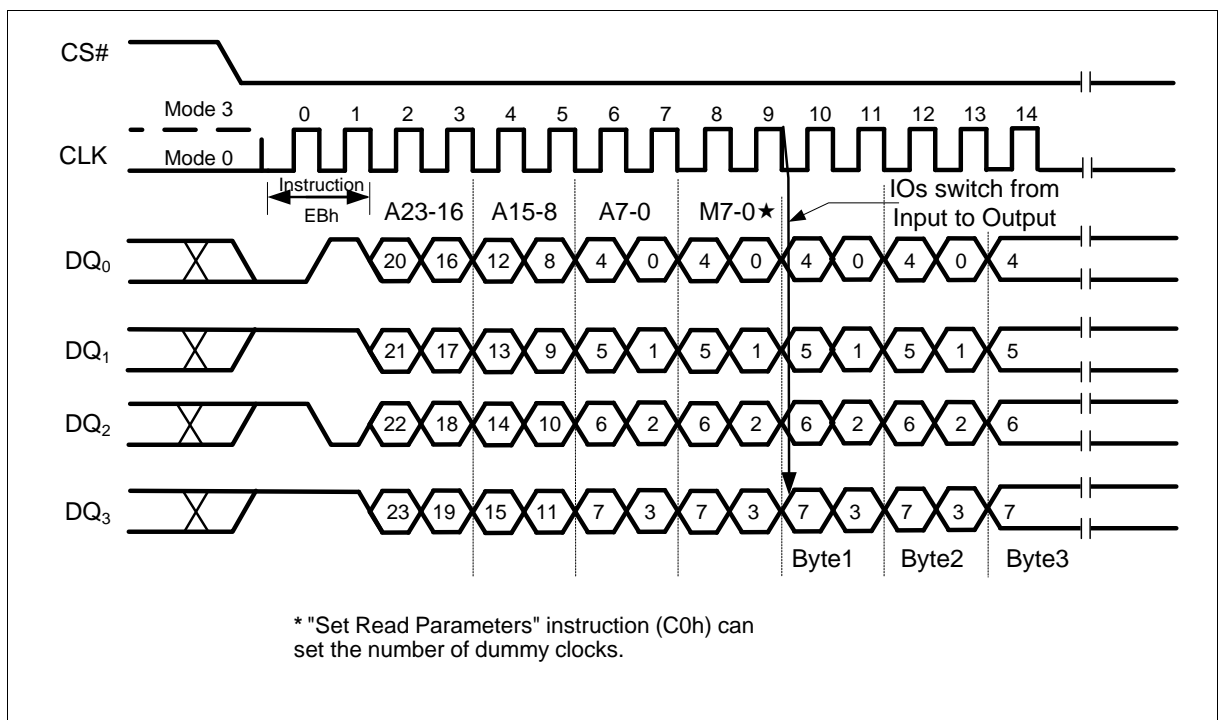 CS#
Mode 3
0 1 2 3 4 5 6 7 8 9 10 11 12 13 14
CLK
Mode 0
Instruction
EBh
A23-16 A15-8 A7-0 M7-0★
IOs switch from
Input to Output
DQ0
20 16 12 8 4 0 4 0 4 0 4 0 4
DQ1
21 17 13 9 5 1 5 1 5 1 5 1 5
DQ2
22 18 14 10 6 2 6 2 6 2 6 2 6
DQ3
23 19 15 11 7 3 7 3 7 3 7 3 7
Byte1 Byte2 Byte3
* "Set Read Parameters" instruction (C0h) can
set the number of dummy clocks.